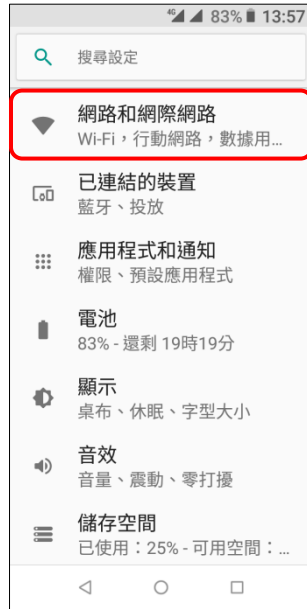 4G 83% 13:57
搜尋設定
網路和網際網路
Wi-Fi，行動網路，數據用...
已連結的裝置
藍牙、投放
應用程式和通知
權限、預設應用程式
電池
83% - 還剩 19時19分
顯示
桌布、休眠、字型大小
音效
音量、震動、零打擾
儲存空間
已使用：25% - 可用空間：...